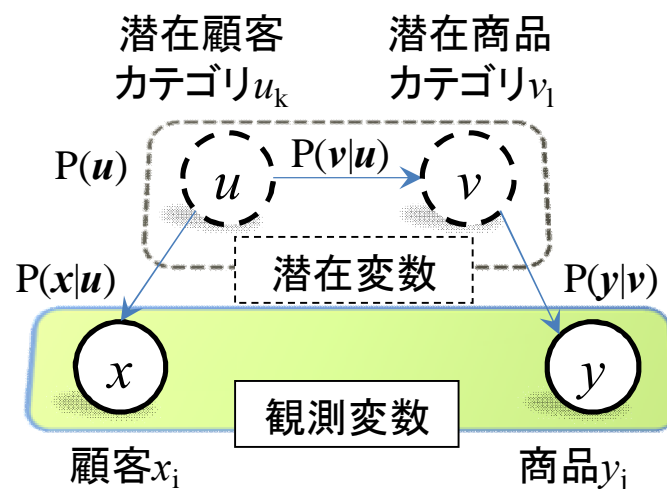 潜在顧客
カテゴリuk
潜在商品
カテゴリvl
P(u)
P(v|u)
u
v
P(x|u)
潜在変数
P(y|v)
x
y
観測変数
顧客xi
商品yj